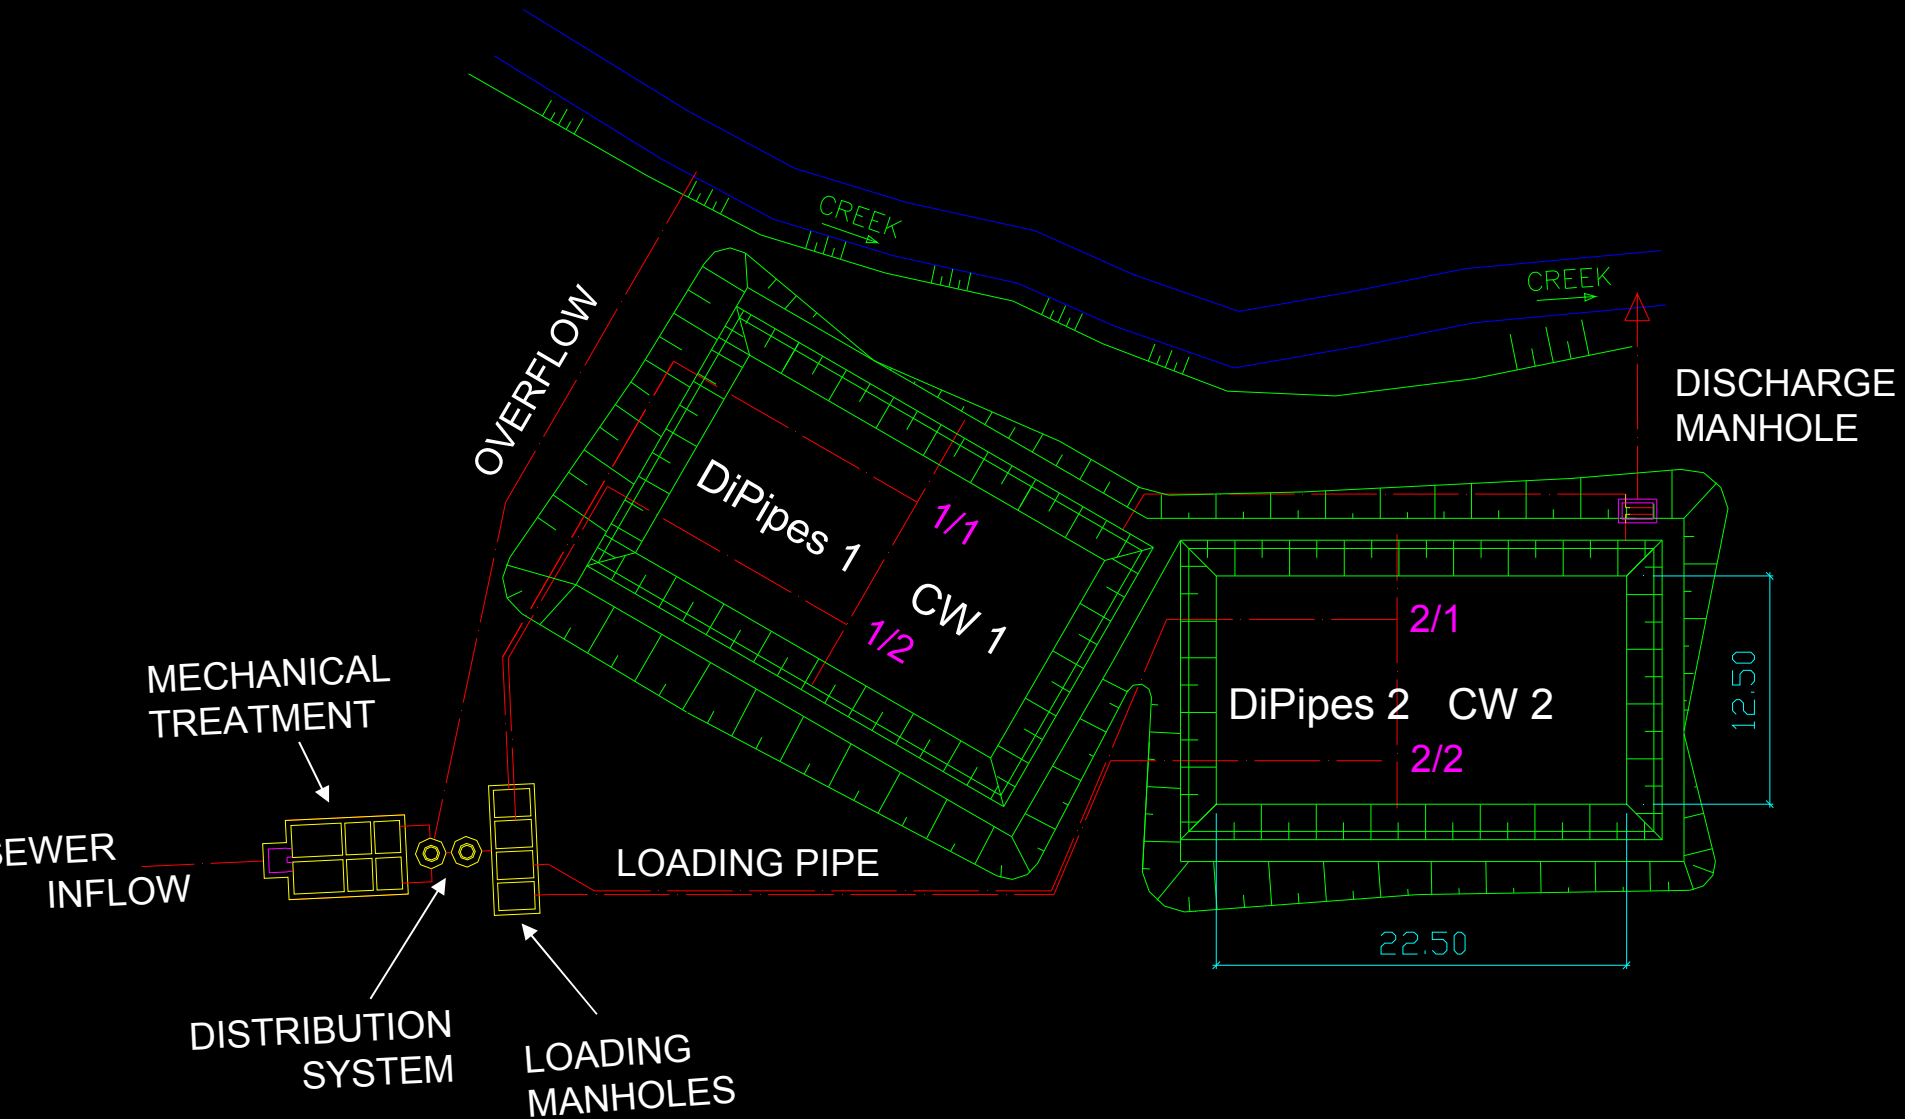 CREEK
CREEK
OVERFLOW
DISCHARGE
MANHOLE
DiPipes 1
1/1
CW 1
1/2
2/1
DiPipes 2 CW 2
2/2
12.50
22.50
MECHANICAL
TREATMENT
SEWER
INFLOW
LOADING PIPE
DISTRIBUTION
SYSTEM
LOADING
MANHOLES